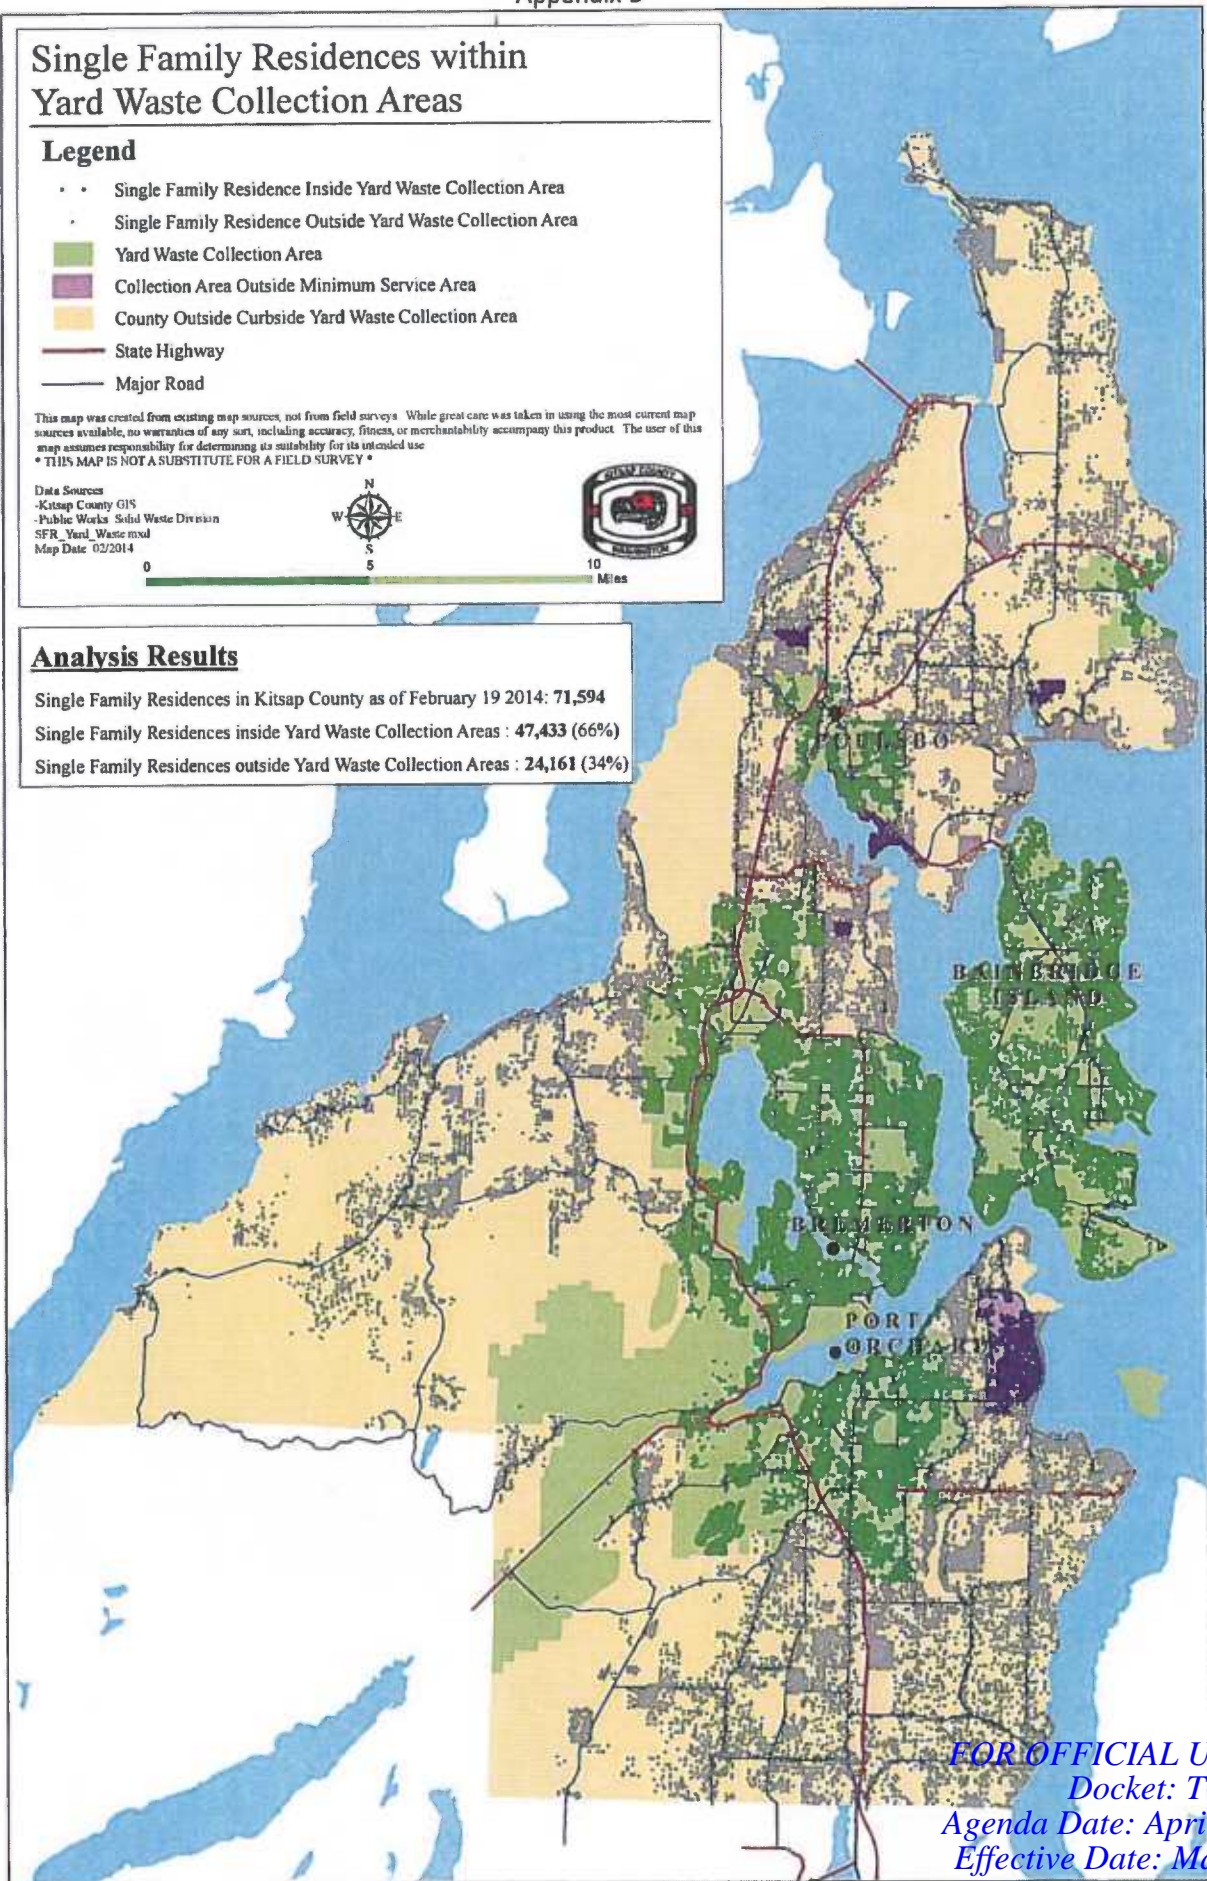 Single Family Residences within
Yard Waste Collection Areas
Legend
Single Family Residence Inside Yard Waste Collection Area
Single Family Residence Outside Yard Waste Collection Area
Yard Waste Collection Area
Collection Area Outside Minimum Service Area
County Outside Curbside Yard Waste Collection Area
State Highway
Major Road
This map was created from existing map sources, not from field surveys. While great care was taken in using the most current map
sources available, no warranties of any sort, including accuracy, fitness, or merchantability accompany this product. The user of this
map assumes responsibility for determining its suitability for its intended use
* THIS MAP IS NOT A SUBSTITUTE FOR A FIELD SURVEY *
Data Sources
-Kitsap County GIS
-Public Works Solid Waste Division
SFR_Yard_Waste mxd
Map Date 02/2014
N
W E
S
KITSAP COUNTY
WASHINGTON
0 5 10
Miles
Analysis Results
Single Family Residences in Kitsap County as of February 19 2014: 71,594
Single Family Residences inside Yard Waste Collection Areas : 47,433 (66%)
Single Family Residences outside Yard Waste Collection Areas : 24,161 (34%)
POULSBO
BAINBRIDGE
ISLAND
BREMERTON
PORT
ORCHARD
FOR OFFICIAL U
Docket: T
Agenda Date: Apri
Effective Date: Ma